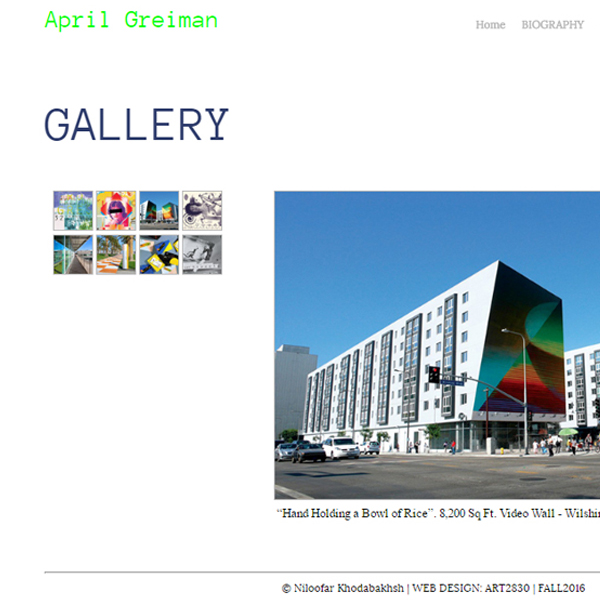 April Greiman
Home BIOGRAPHY
GALLERY
“Hand Holding a Bowl of Rice”. 8,200 Sq Ft. Video Wall - Wilshi
© Niloofar Khodabakhsh | WEB DESIGN: ART2830 | FALL2016